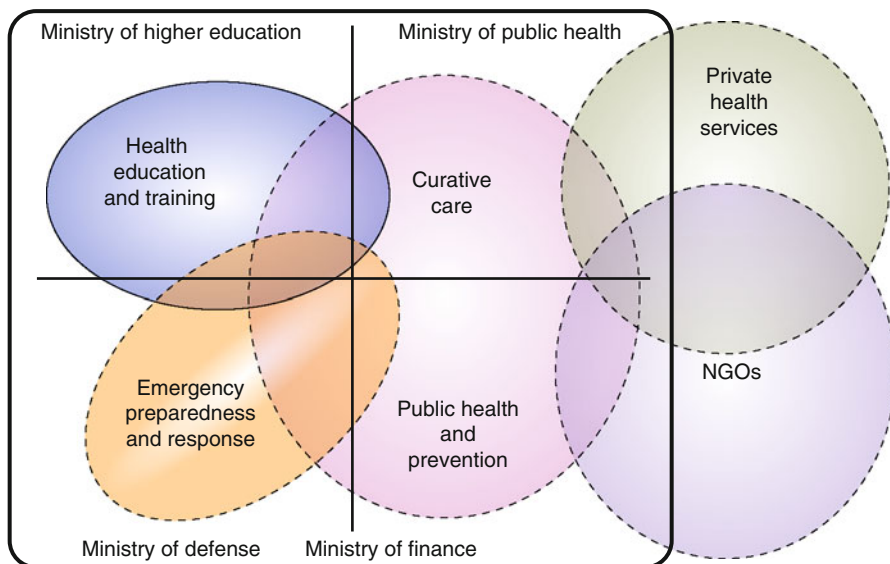 Ministry of higher education
Ministry of public health
Private
health
services
Health
education
and training
Curative
care
NGOs
Emergency
preparedness
and response
Public health
and
prevention
Ministry of defense
Ministry of finance